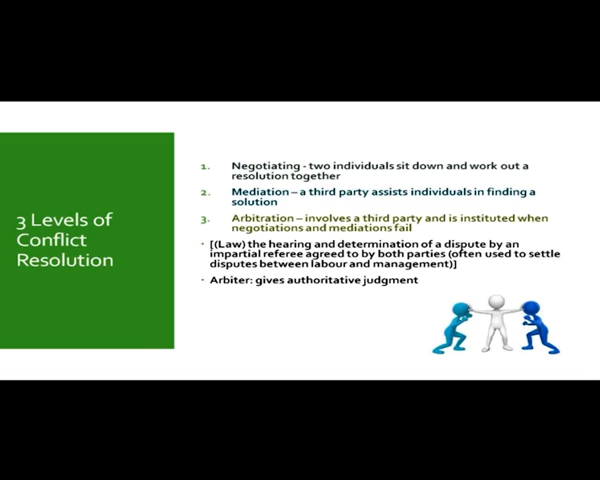 3 Levels of
Conflict
Resolution
1. Negotiating - two individuals sit down and work out a
resolution together
2. Mediation – a third party assists individuals in finding a
solution
3. Arbitration – involves a third party and is instituted when
negotiations and mediations fail
• [(Law) the hearing and determination of a dispute by an
impartial referee agreed to by both parties (often used to settle
disputes between labour and management)]
• Arbiter: gives authoritative judgment